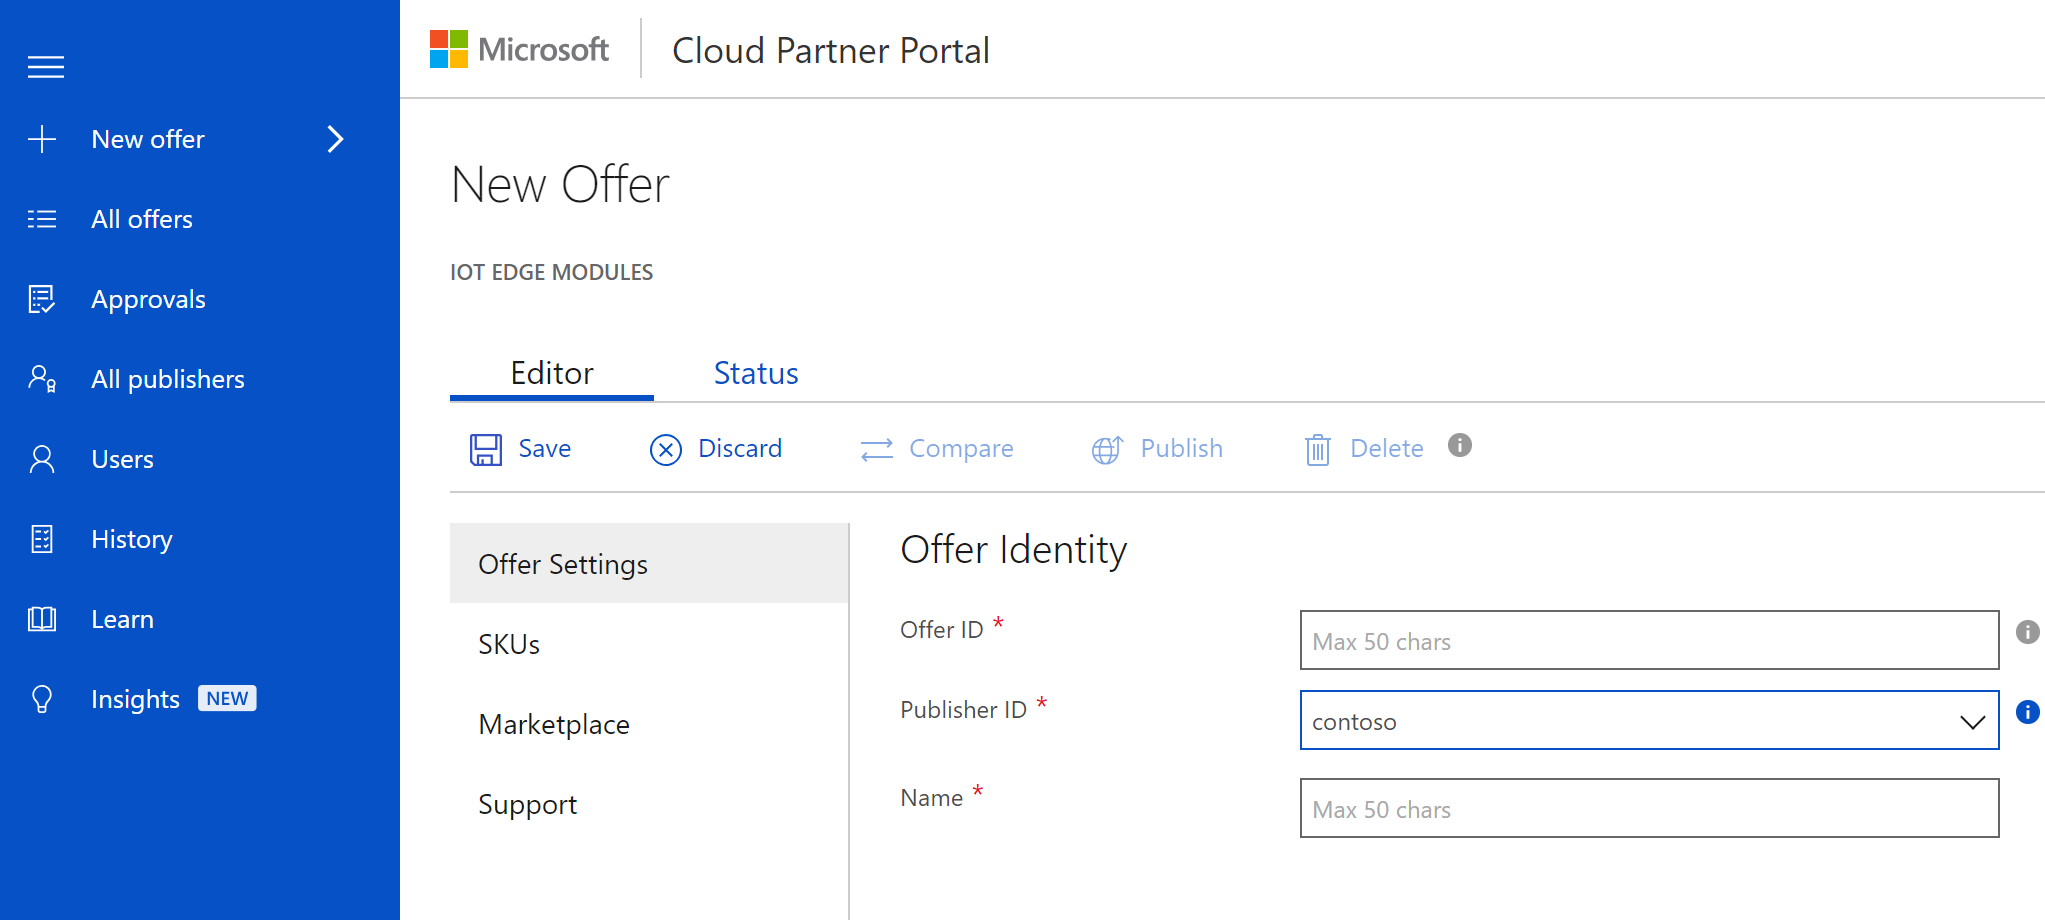 Microsoft
Cloud Partner Portal
New offer
All offers
Approvals
All publishers
Users
History
Learn
Insights NEW
New Offer
IOT EDGE MODULES
Editor
Status
Save
Discard
Compare
Publish
Delete
Offer Settings
SKUs
Marketplace
Support
Offer Identity
Offer ID *
Max 50 chars
Publisher ID *
contoso
Name *
Max 50 chars